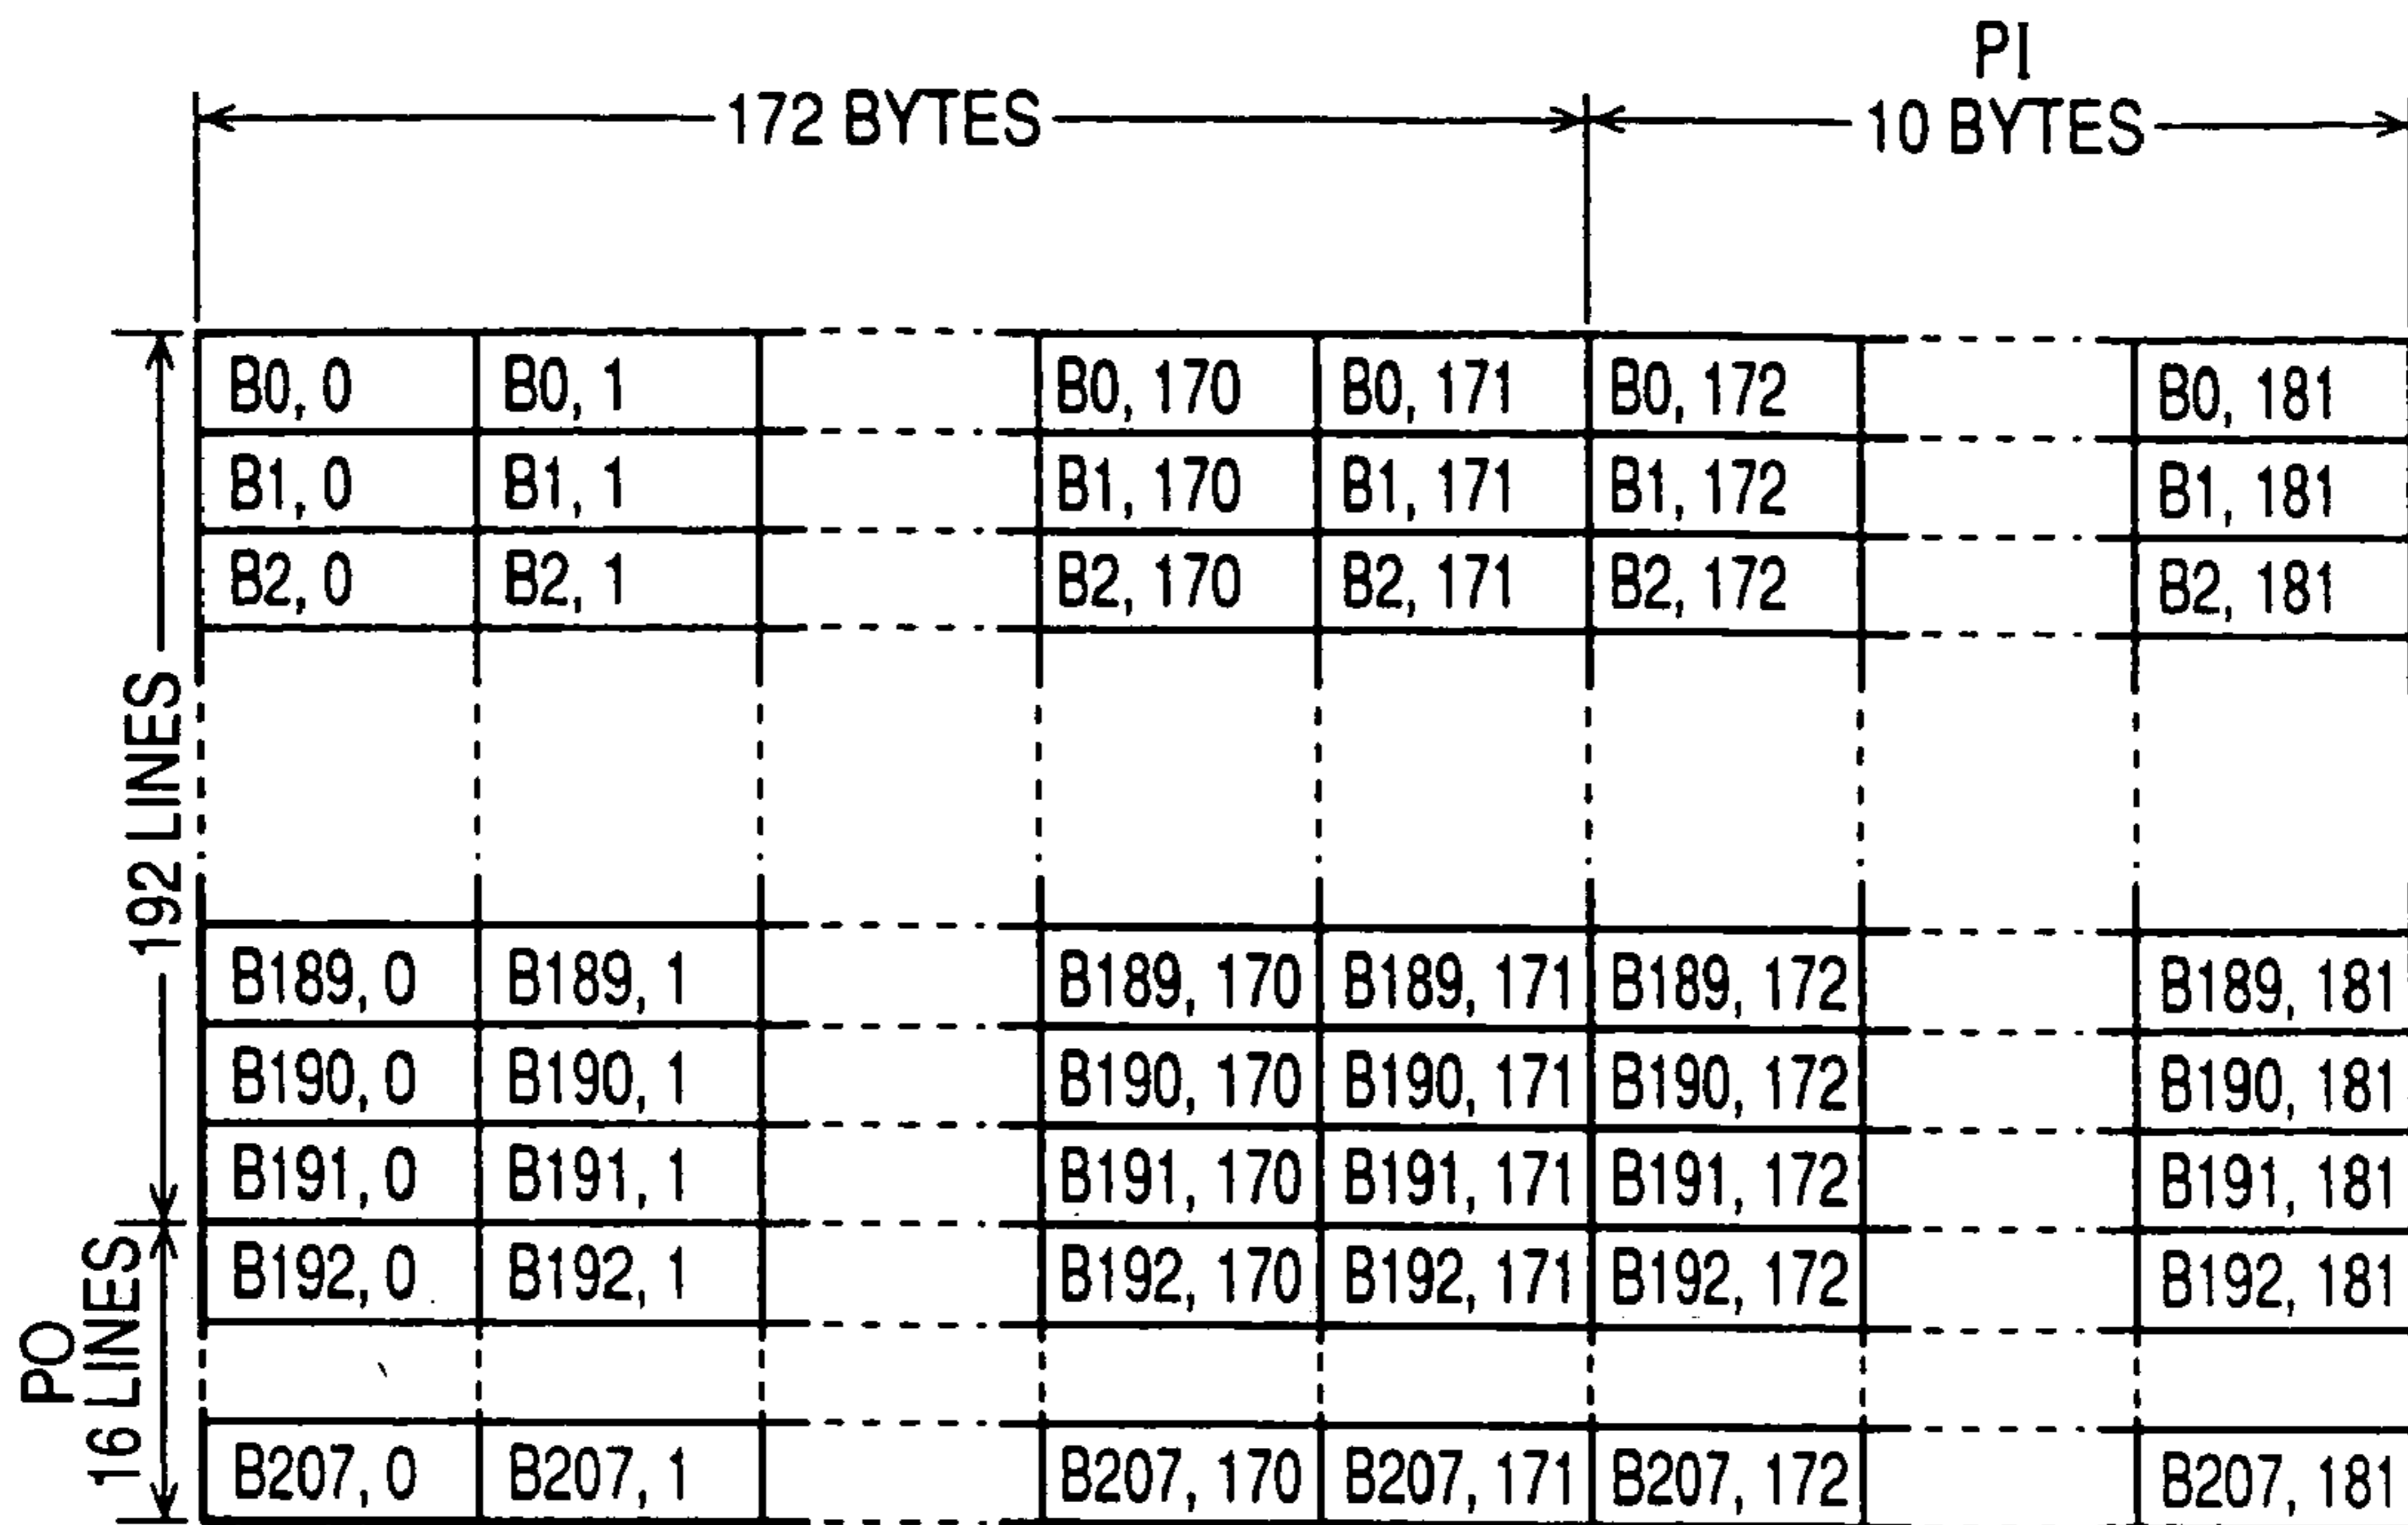 PI
172 BYTES 10 BYTES
B0, 0 B0, 1 B0, 170 B0, 171 B0, 172 B0, 181
B1, 0 B1, 1 B1, 170 B1, 171 B1, 172 B1, 181
B2, 0 B2, 1 B2, 170 B2, 171 B2, 172 B2, 181
192 LINES
B189, 0 B189, 1 B189, 170 B189, 171 B189, 172 B189, 181
B190, 0 B190, 1 B190, 170 B190, 171 B190, 172 B190, 181
B191, 0 B191, 1 B191, 170 B191, 171 B191, 172 B191, 181
B192, 0 B192, 1 B192, 170 B192, 171 B192, 172 B192, 181
PO
16 LINES
B207, 0 B207, 1 B207, 170 B207, 171 B207, 172 B207, 181